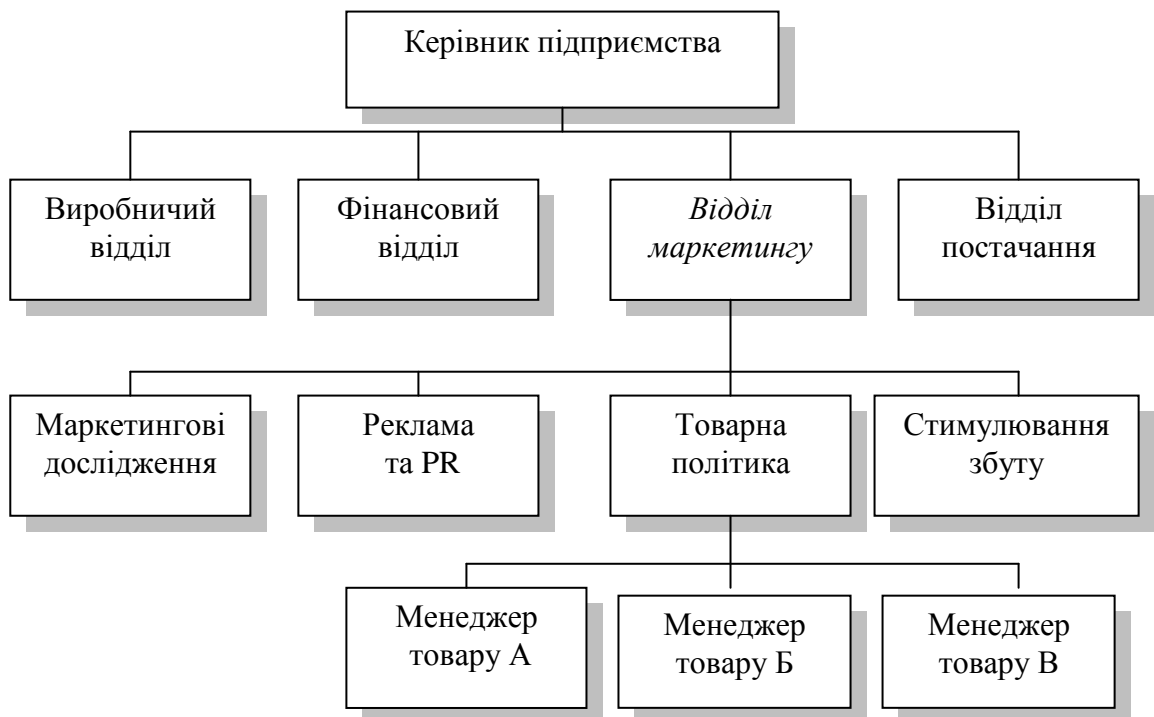 Керівник підприємства
Виробничий
відділ
Фінансовий
відділ
Відділ
маркетингу
Відділ
постачання
Маркетингові
дослідження
Реклама
та PR
Товарна
політика
Стимулювання
збуту
Менеджер
товару А
Менеджер
товару Б
Менеджер
товару В